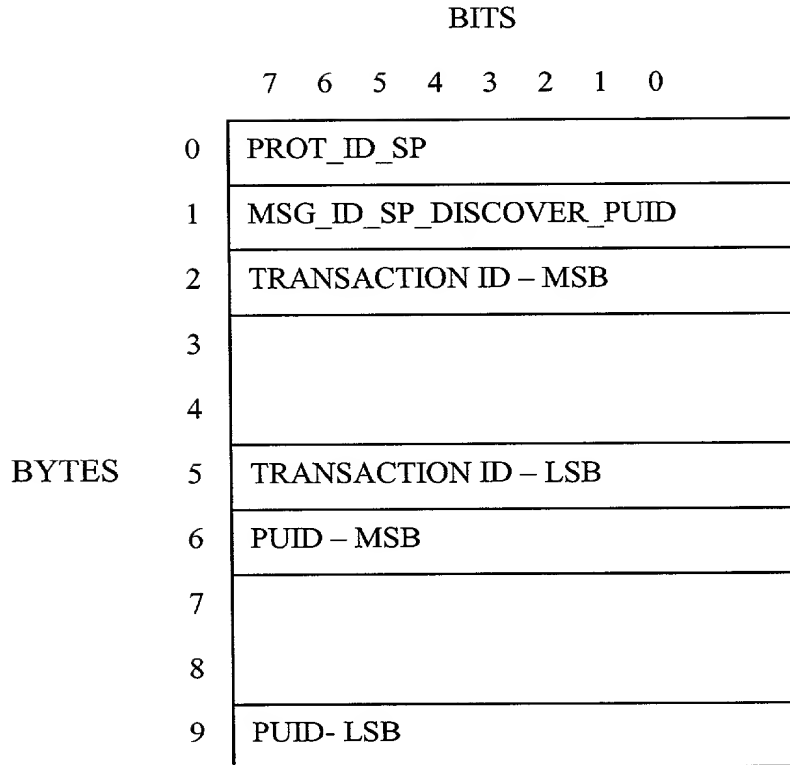 BITS
7 6 5 4 3 2 1 0
0 PROT_ID_SP
1 MSG_ID_SP_DISCOVER_PUID
2 TRANSACTION ID – MSB
3
4
BYTES 5 TRANSACTION ID – LSB
6 PUID – MSB
7
8
9 PUID- LSB